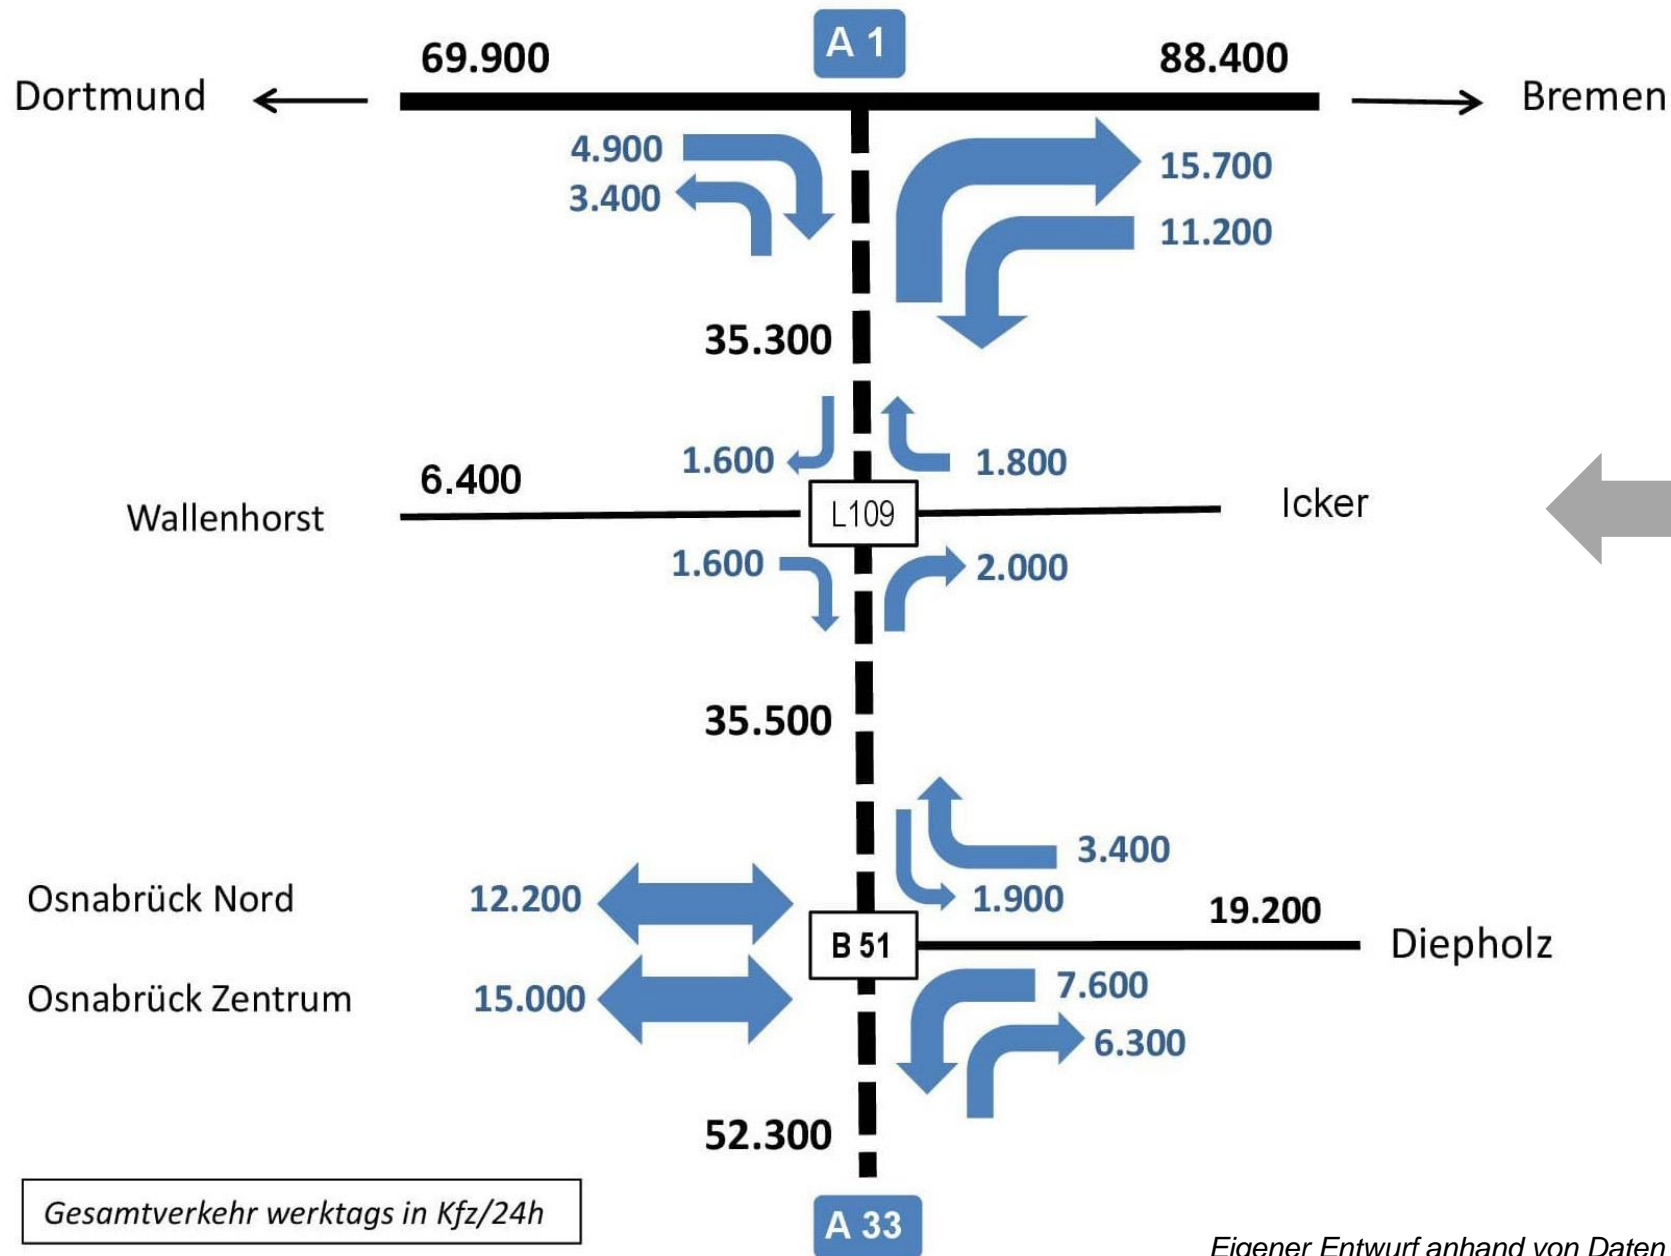 A 1
69.900
88.400
Dortmund
Bremen
4.900
3.400
15.700
11.200
35.300
1.600
1.800
6.400
Wallenhorst
L109
Icker
1.600
2.000
35.500
3.400
1.900
Osnabrück Nord
12.200
19.200
B 51
Diepholz
Osnabrück Zentrum
15.000
7.600
6.300
52.300
Gesamtverkehr werktags in Kfz/24h
A 33
Eigener Entwurf anhand von Daten